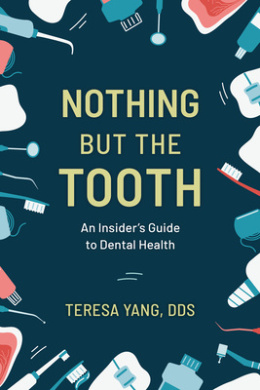 NOTHING
BUT THE
TOOTH
An Insider's Guide
to Dental Health
TERESA YANG, DDS